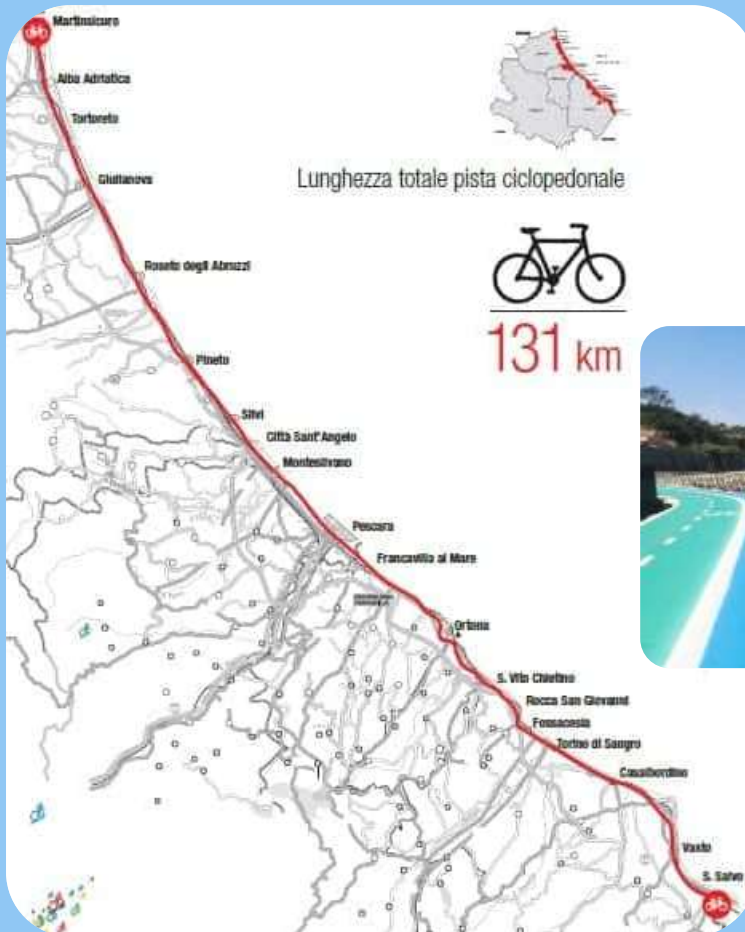 Martinsicuro
Alba Adriatica
Tortoreto
Giulianova
Lunghezza totale pista ciclopedonale
131 km
Roseto degli Abruzzi
Pineto
Silvi
Città Sant'Angelo
Montesilvano
Pescara
Francavilla al Mare
Ortona
S. Vito Chietino
Rocca San Giovanni
Fossacesia
Torino di Sangro
Casalbordino
Vasto
S. Salvo